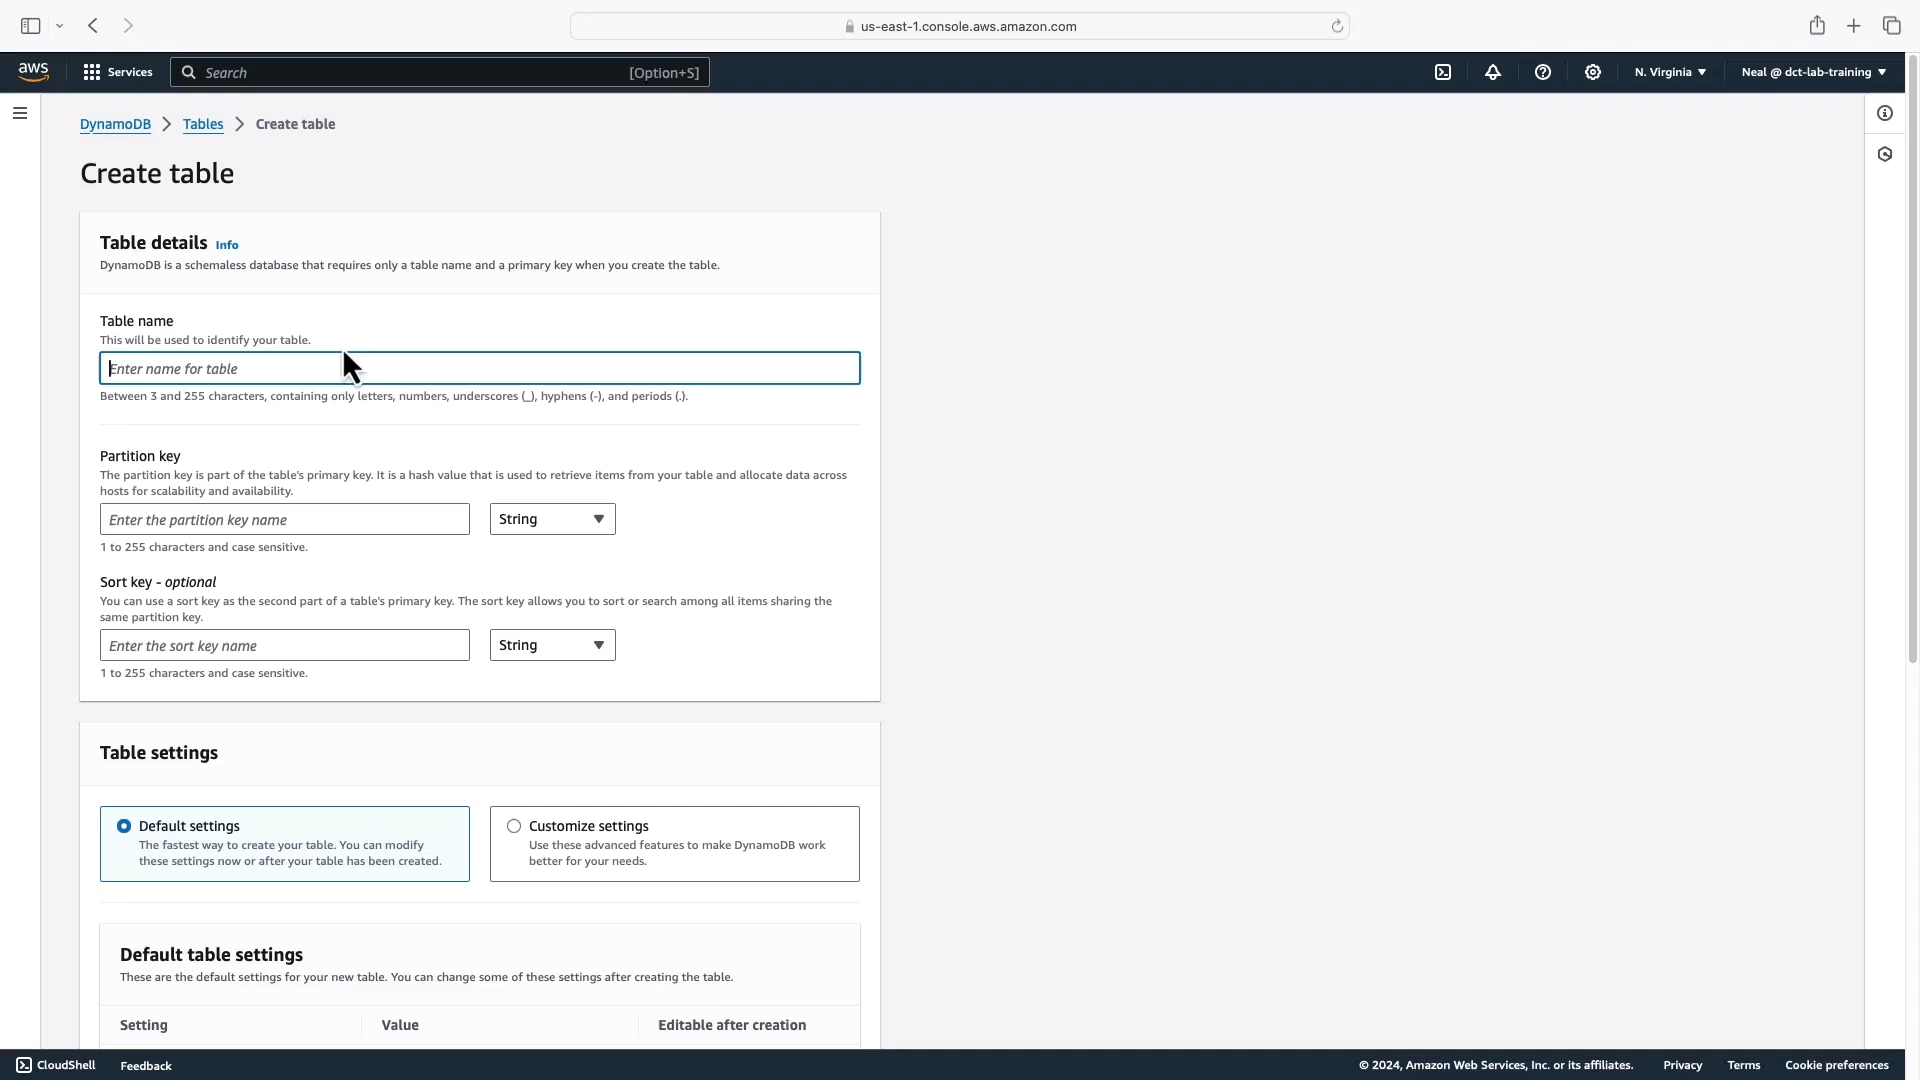 us-east-1.console.aws.amazon.com
aws
Services
Search
[Option+S]
N. Virginia
Neal @ dct-lab-training
DynamoDB
Tables
Create table
Create table
Table details Info
DynamoDB is a schemaless database that requires only a table name and a primary key when you create the table.
Table name
This will be used to identify your table.
Enter name for table
Between 3 and 255 characters, containing only letters, numbers, underscores (_), hyphens (-), and periods (.).
Partition key
The partition key is part of the table's primary key. It is a hash value that is used to retrieve items from your table and allocate data across
hosts for scalability and availability.
Enter the partition key name
String
1 to 255 characters and case sensitive.
Sort key - optional
You can use a sort key as the second part of a table's primary key. The sort key allows you to sort or search among all items sharing the
same partition key.
Enter the sort key name
String
1 to 255 characters and case sensitive.
Table settings
Default settings
The fastest way to create your table. You can modify
these settings now or after your table has been created.
Customize settings
Use these advanced features to make DynamoDB work
better for your needs.
Default table settings
These are the default settings for your new table. You can change some of these settings after creating the table.
Setting
Value
Editable after creation
CloudShell
Feedback
© 2024, Amazon Web Services, Inc. or its affiliates.
Privacy
Terms
Cookie preferences